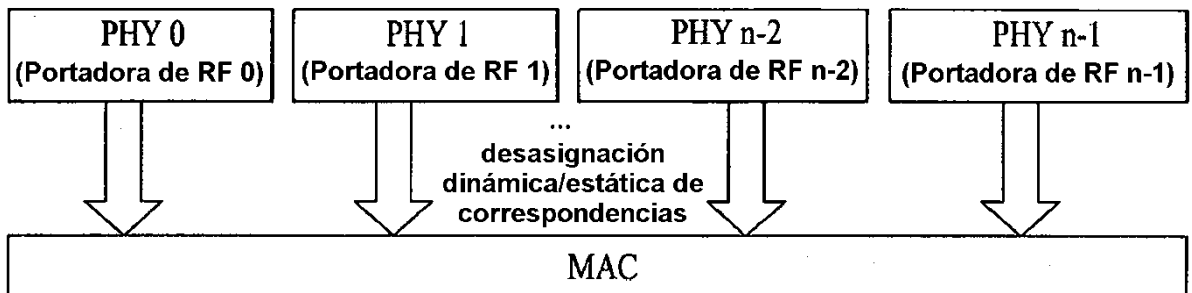 PHY 0
(Portadora de RF 0)
PHY 1
(Portadora de RF 1)
PHY n-2
(Portadora de RF n-2)
PHY n-1
(Portadora de RF n-1)
...
desasignación
dinámica/estática de
correspondencias
MAC